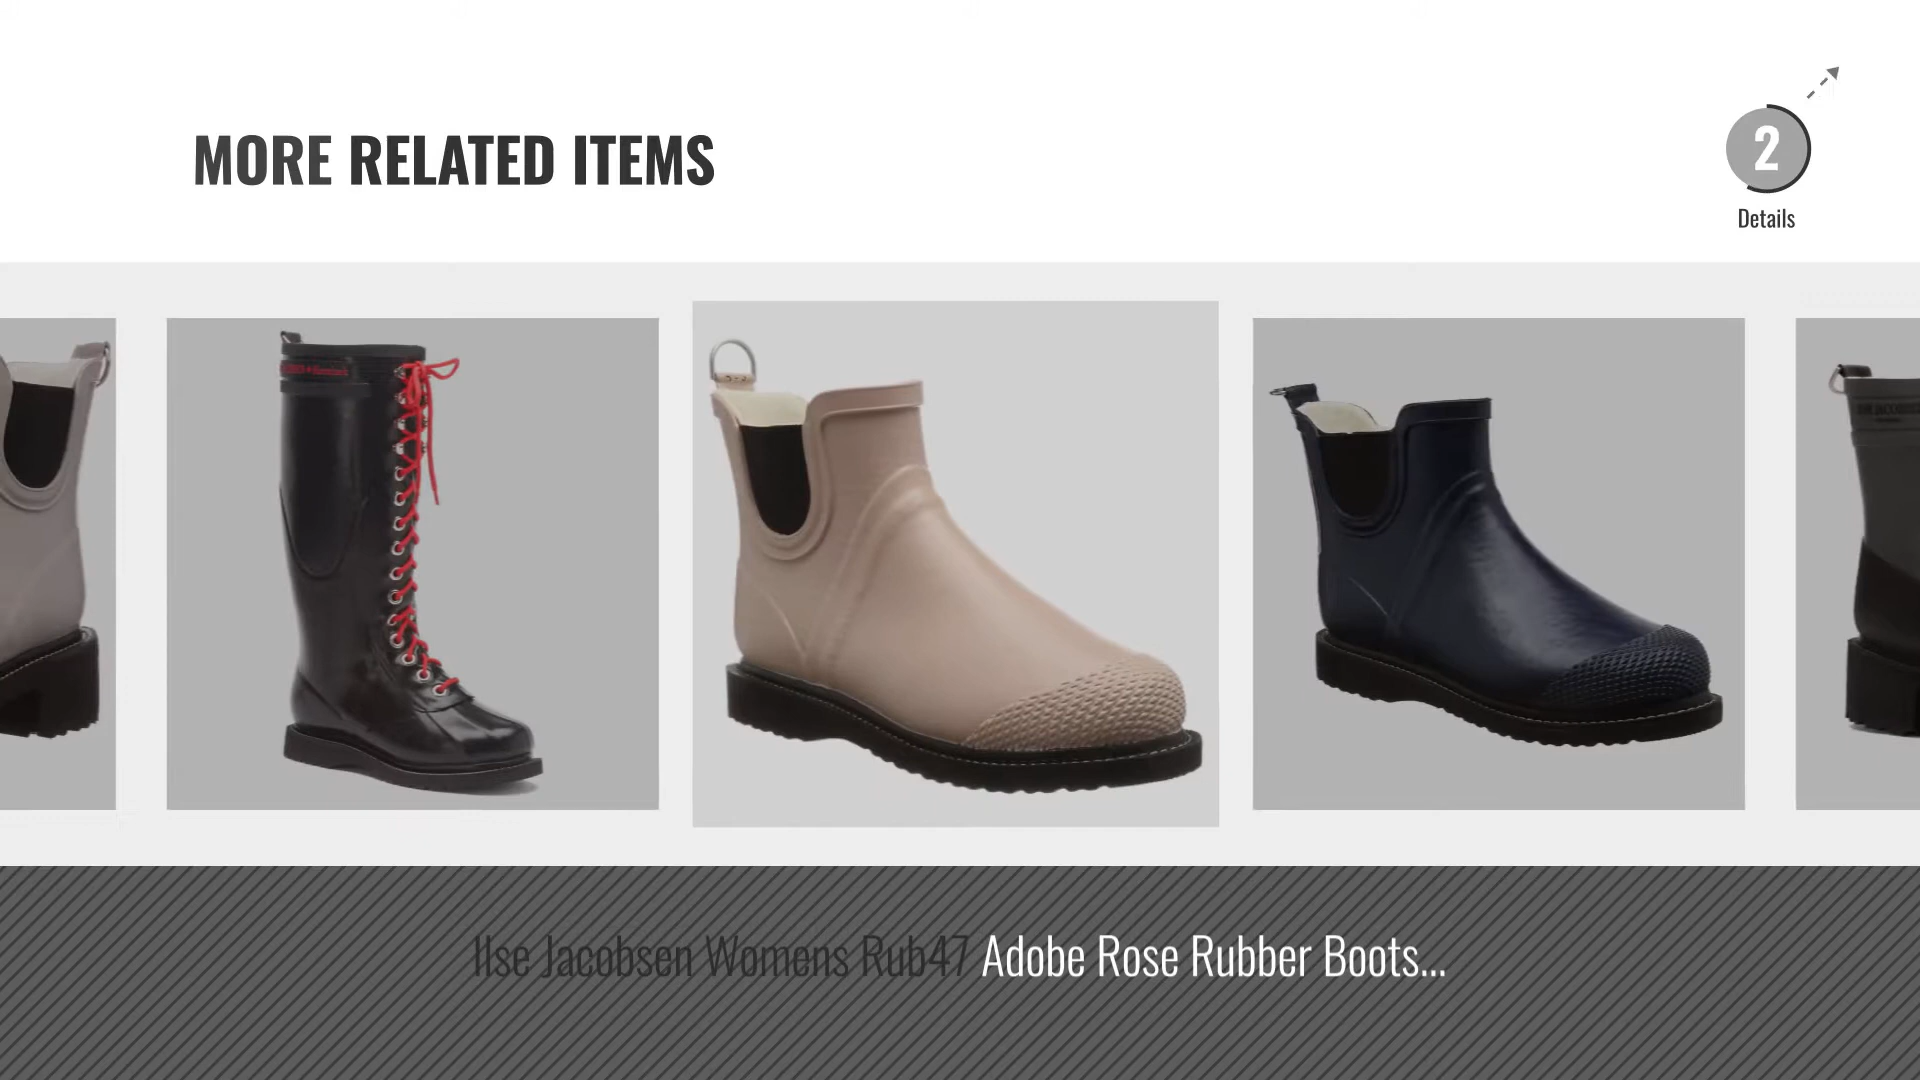 MORE RELATED ITEMS
2
Details
Ilse Jacobsen Womens Rub47 Adobe Rose Rubber Boots...